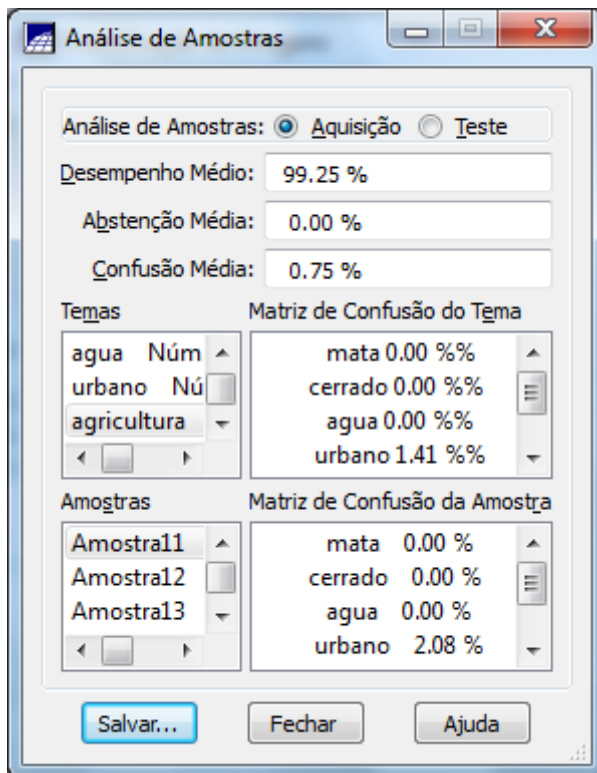 Análise de Amostras
Análise de Amostras: Aquisição Teste
Desempenho Médio: 99.25 %
Abstenção Média: 0.00 %
Confusão Média: 0.75 %
Temas Matriz de Confusão do Tema
agua Núm
urbano Nú
agricultura
mata 0.00 %%
cerrado 0.00 %%
agua 0.00 %%
urbano 1.41 %%
Amostras Matriz de Confusão da Amostra
Amostra11
Amostra12
Amostra13
mata 0.00 %
cerrado 0.00 %
agua 0.00 %
urbano 2.08 %
Salvar... Fechar Ajuda